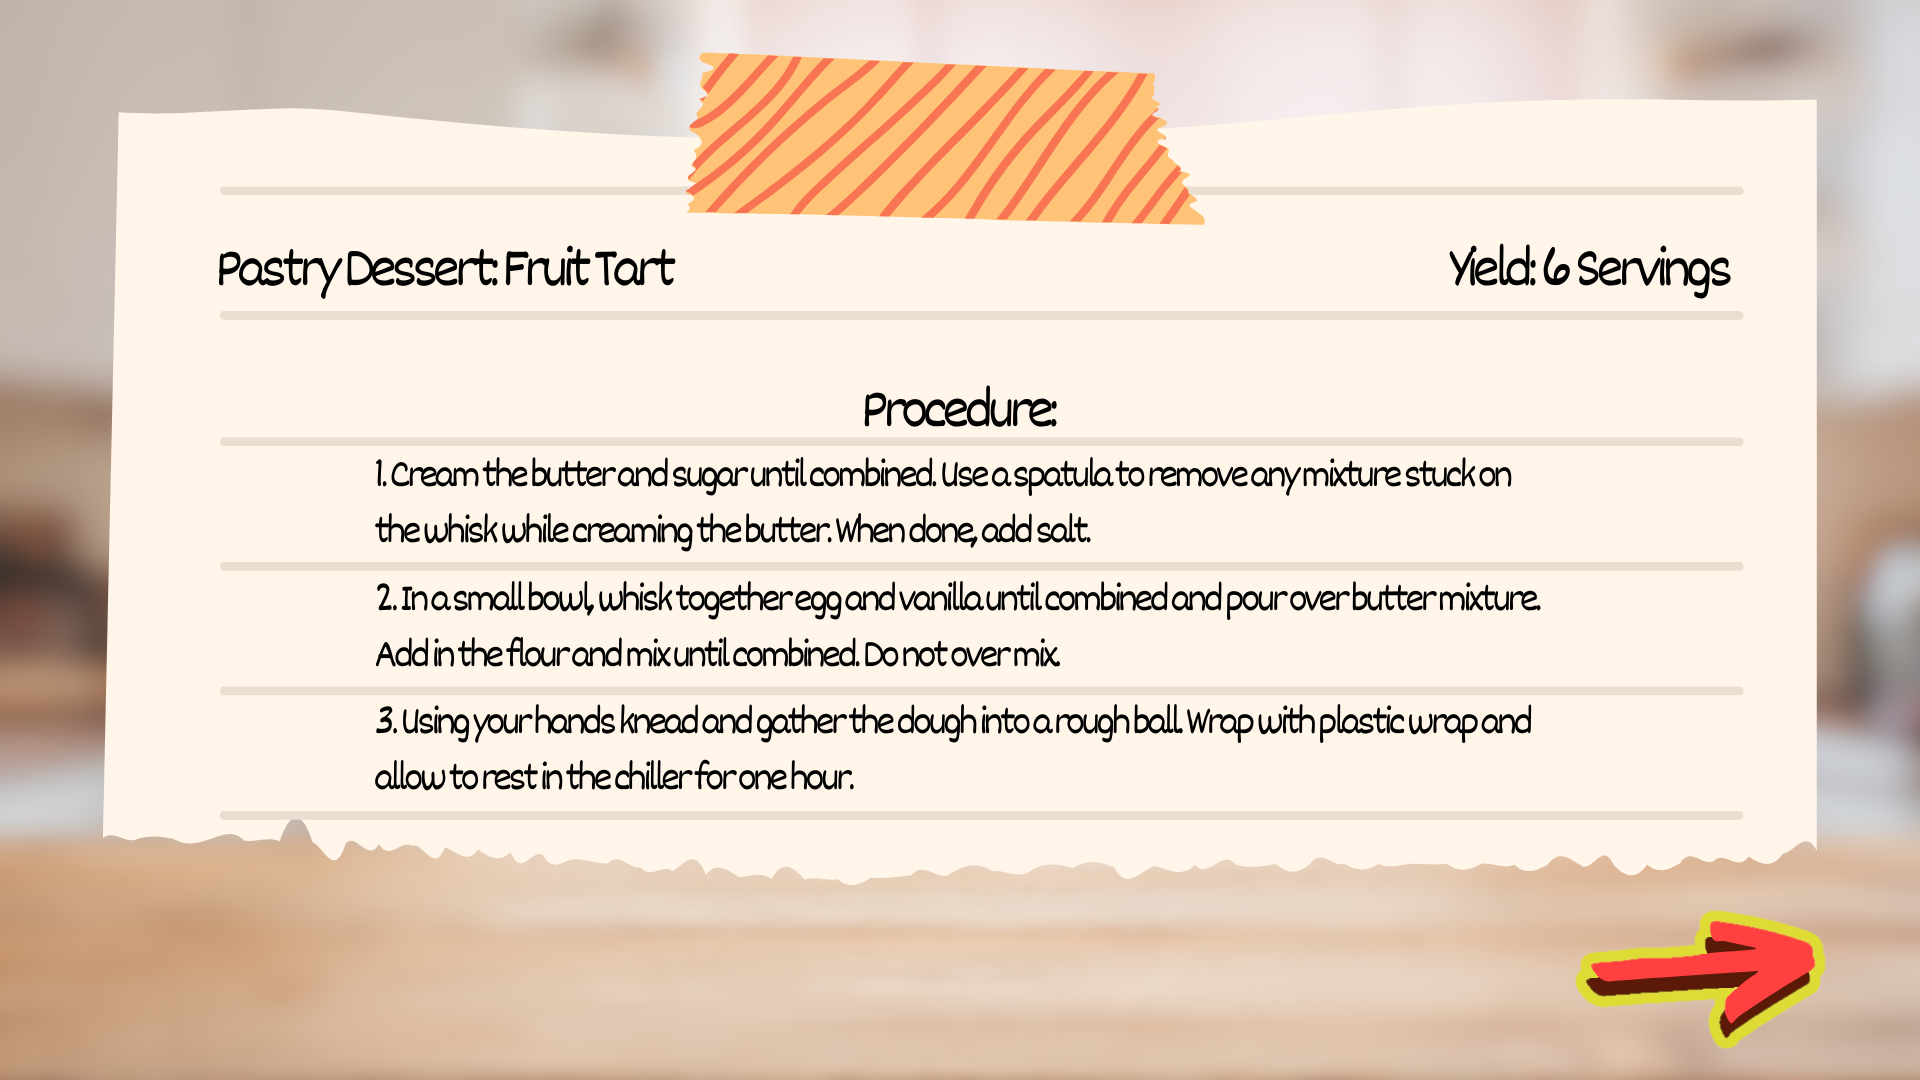 Pastry Dessert: Fruit Tart
Yield: 6 Servings
Procedure:
1. Cream the butter and sugar until combined. Use a spatula to remove any mixture stuck on
the whisk while creaming the butter. When done, add salt.
2. In a small bowl, whisk together egg and vanilla until combined and pour over butter mixture.
Add in the flour and mix until combined. Do not over mix.
3. Using your hands knead and gather the dough into a rough ball. Wrap with plastic wrap and
allow to rest in the chiller for one hour.